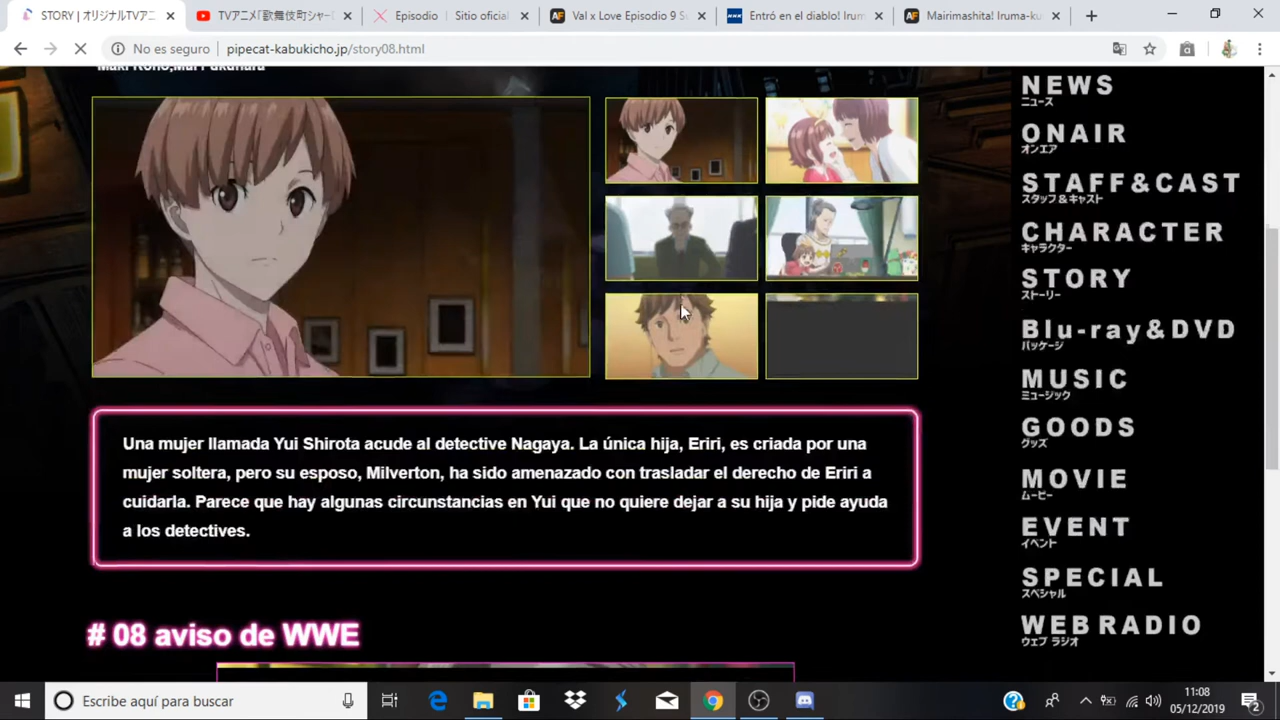 STORY | オリジナルTVアニ
TVアニメ「歌舞伎町シャー
Episodio | Sitio oficial
Val x Love Episodio 9 S
Entró en el diablo! Irum
Mairimashita! Iruma-ku
No es seguro | pipecat-kabukicho.jp/story08.html
Maki Kono,Mai Fukuhara
NEWS
ニュース
ONAIR
オンエア
STAFF&CAST
スタッフ&キャスト
CHARACTER
キャラクター
STORY
ストーリー
Blu-ray&DVD
パッケージ
MUSIC
ミュージック
GOODS
グッズ
MOVIE
ムービー
EVENT
イベント
SPECIAL
スペシャル
WEB RADIO
ウェブ ラジオ
Una mujer llamada Yui Shirota acude al detective Nagaya. La única hija, Eriri, es criada por una
mujer soltera, pero su esposo, Milverton, ha sido amenazado con trasladar el derecho de Eriri a
cuidarla. Parece que hay algunas circunstancias en Yui que no quiere dejar a su hija y pide ayuda
a los detectives.
# 08 aviso de WWE
Escribe aquí para buscar
11:08
05/12/2019
2